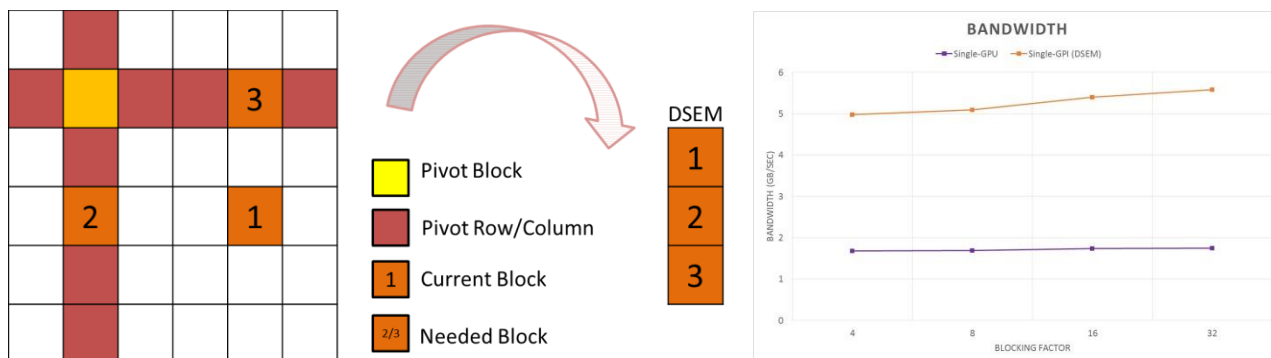 3
2
1
Pivot Block
Pivot Row/Column
1 Current Block
2/3 Needed Block
DSEM
1
2
3
BANDWIDTH
Single-GPU Single-GPI (DSEM)
6
5
4
3
2
1
0
BANDWIDTH (GB/SEC)
4 8 16 32
BLOCKING FACTOR